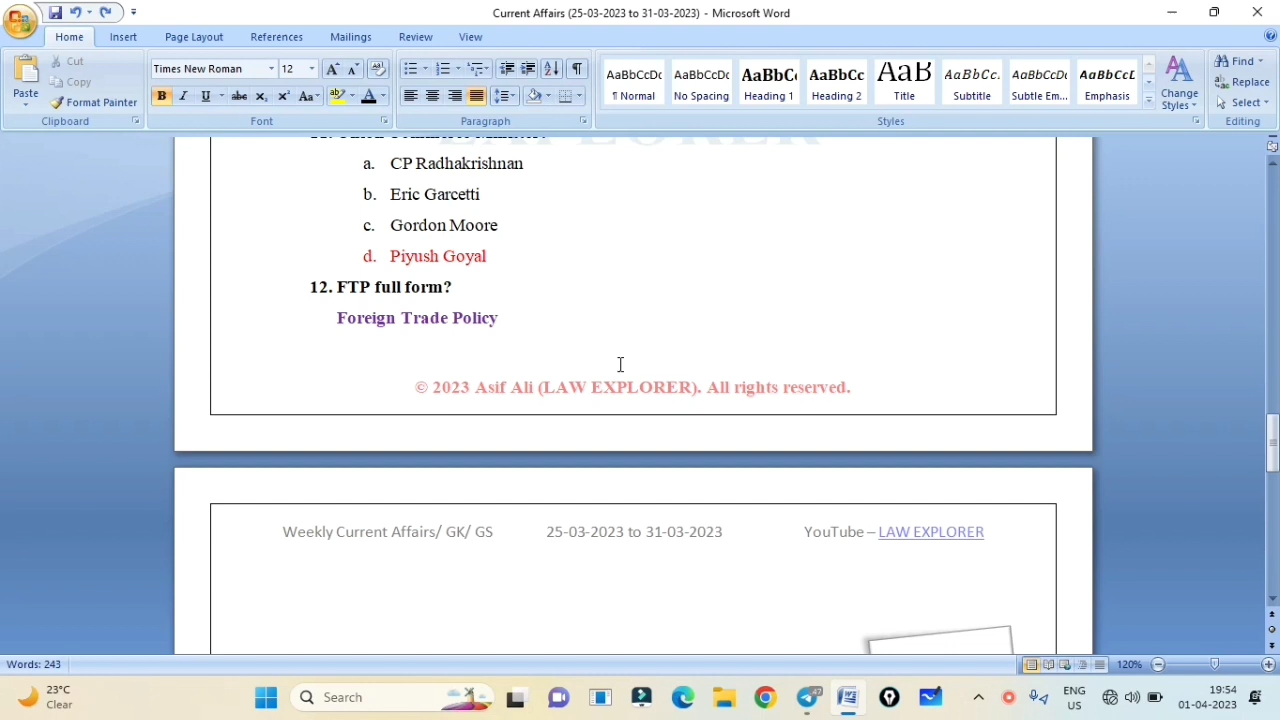 Current Affairs (25-03-2023 to 31-03-2023) - Microsoft Word
Home Insert Page Layout References Mailings Review View
Paste
Cut
Copy
Format Painter
Clipboard
Times New Roman 12
B I U abc X₂ X² Aa
Font
Paragraph
AaBbCcDc AaBbCcDc AaBbC AaBbCc AaB AaBbCc. AaBbCcDc AaBbCcL
¶ Normal No Spacing Heading 1 Heading 2 Title Subtitle Subtle Em... Emphasis
Change Styles
Styles
Find
Replace
Select
Editing
a. CP Radhakrishnan
b. Eric Garcetti
c. Gordon Moore
d. Piyush Goyal
12. FTP full form?
Foreign Trade Policy
© 2023 Asif Ali (LAW EXPLORER). All rights reserved.
Weekly Current Affairs/ GK/ GS 25-03-2023 to 31-03-2023 YouTube – LAW EXPLORER
Words: 243
120%
23°C
Clear
Search
47
ENG
US
19:54
01-04-2023